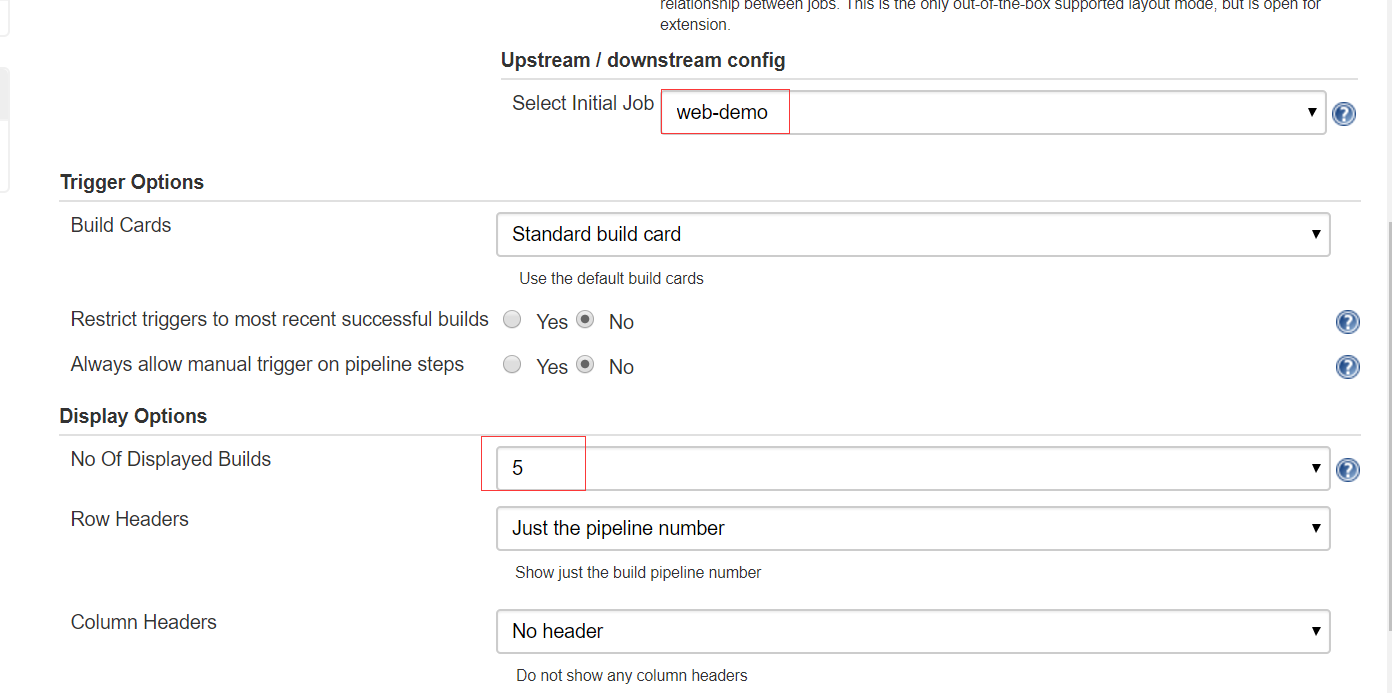 relationship between jobs. This is the only out-of-the-box supported layout mode, but is open for
extension.
Upstream / downstream config
Select Initial Job web-demo
Trigger Options
Build Cards Standard build card
Use the default build cards
Restrict triggers to most recent successful builds Yes No
Always allow manual trigger on pipeline steps Yes No
Display Options
No Of Displayed Builds 5
Row Headers Just the pipeline number
Show just the build pipeline number
Column Headers No header
Do not show any column headers